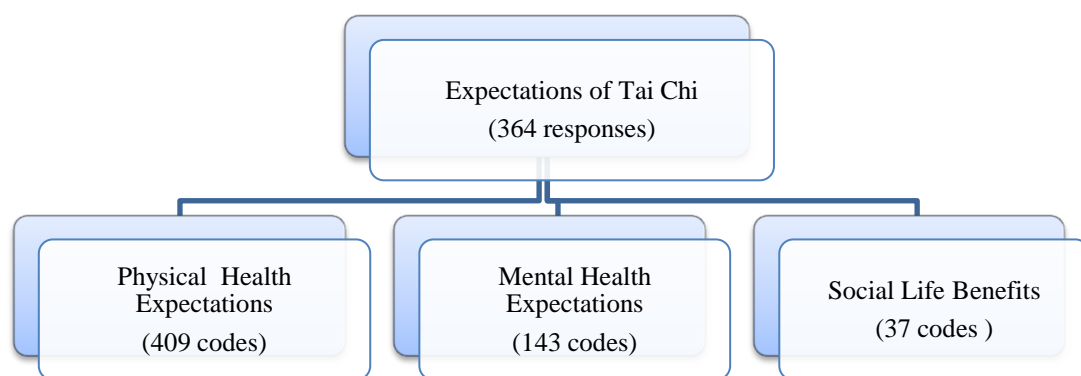 Expectations of Tai Chi
(364 responses)
Physical Health
Expectations
(409 codes)
Mental Health
Expectations
(143 codes)
Social Life Benefits
(37 codes )